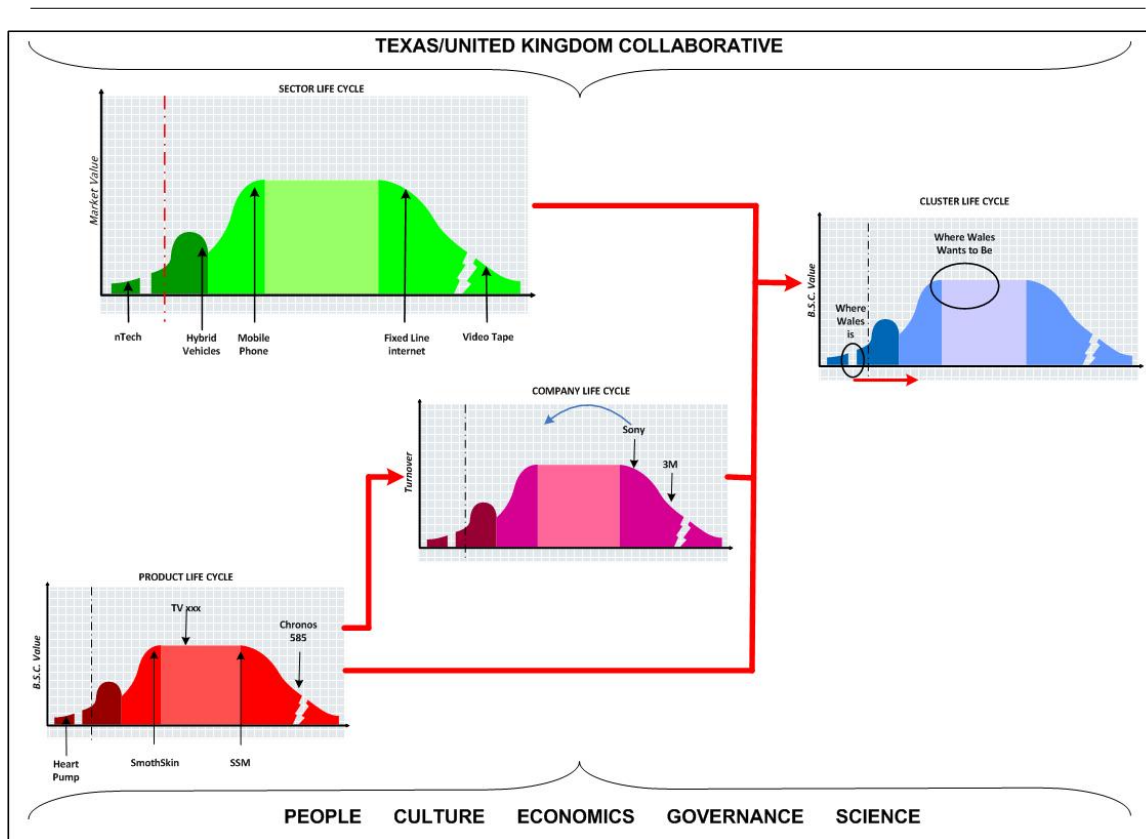 TEXAS/UNITED KINGDOM COLLABORATIVE
SECTOR LIFE CYCLE
Market Value
nTech
Hybrid
Vehicles
Mobile
Phone
Fixed Line
internet
Video Tape
CLUSTER LIFE CYCLE
B.S.C. Value
Where Wales
Wants to Be
Where
Wales
is
COMPANY LIFE CYCLE
Turnover
Sony
3M
PRODUCT LIFE CYCLE
B.S.C. Value
TV xxx
Chronos
585
Heart
Pump
SmothSkin
SSM
PEOPLE CULTURE ECONOMICS GOVERNANCE SCIENCE